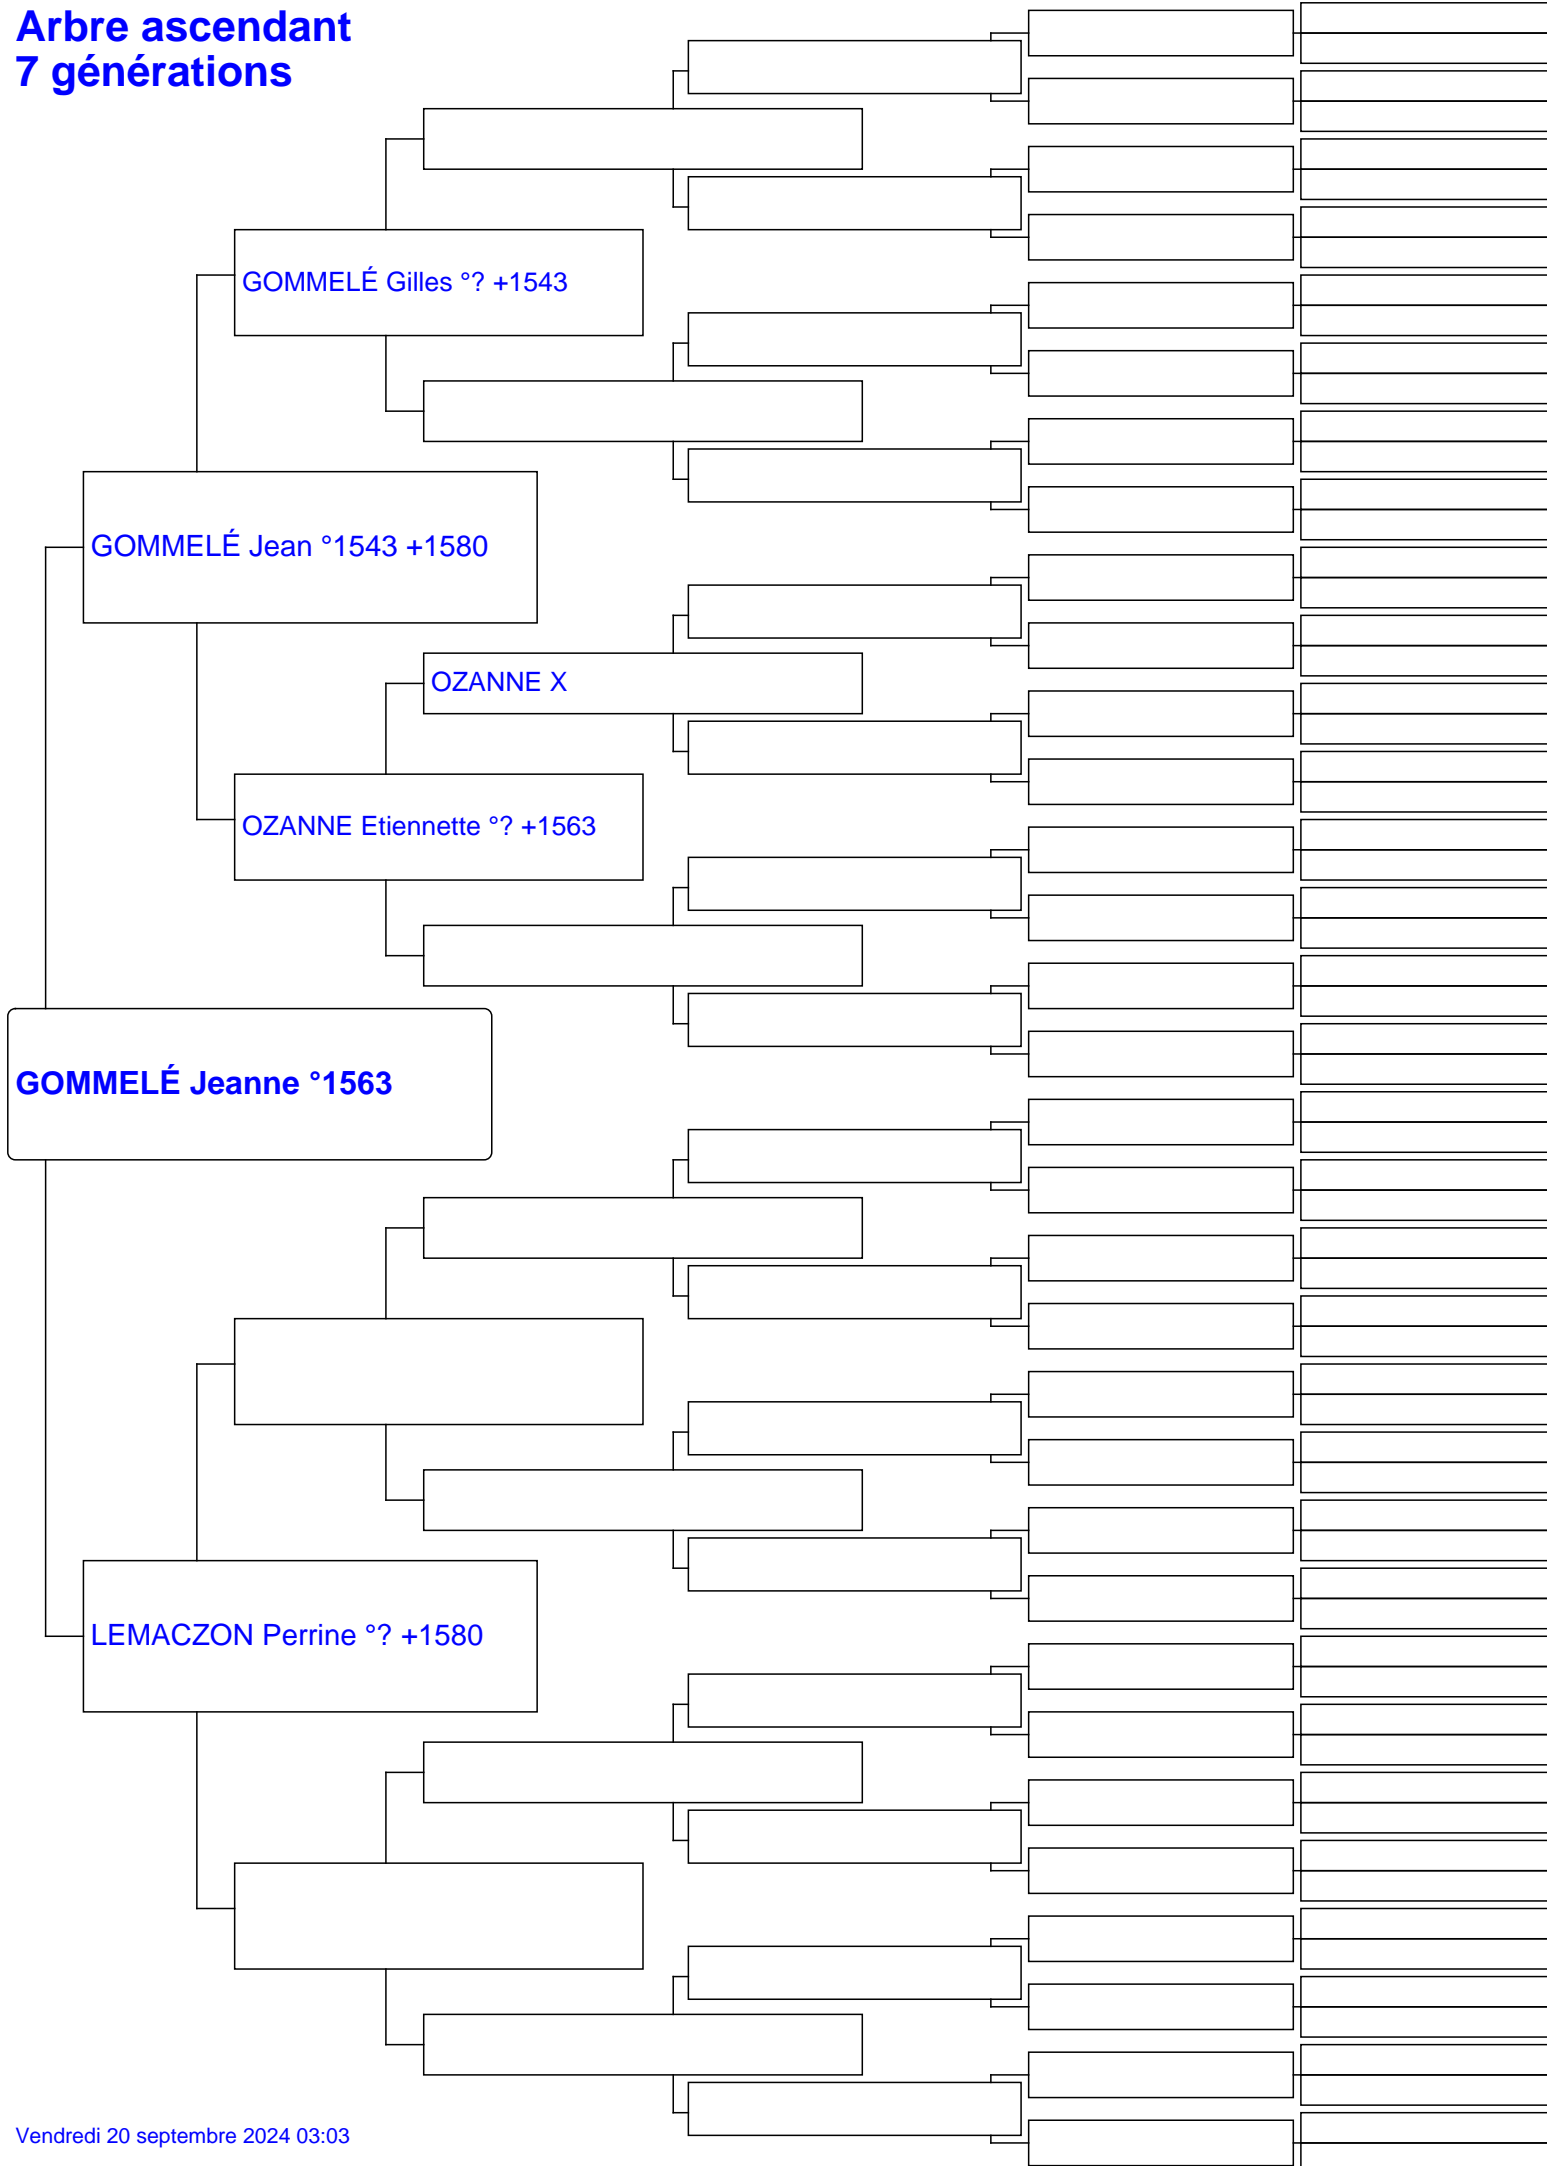 Arbre ascendant
7 générations
GOMMELÉ Gilles °? +1543
GOMMELÉ Jean °1543 +1580
OZANNE X
OZANNE Etiennette °? +1563
GOMMELÉ Jeanne °1563
LEMACZON Perrine °? +1580
Vendredi 20 septembre 2024 03:03